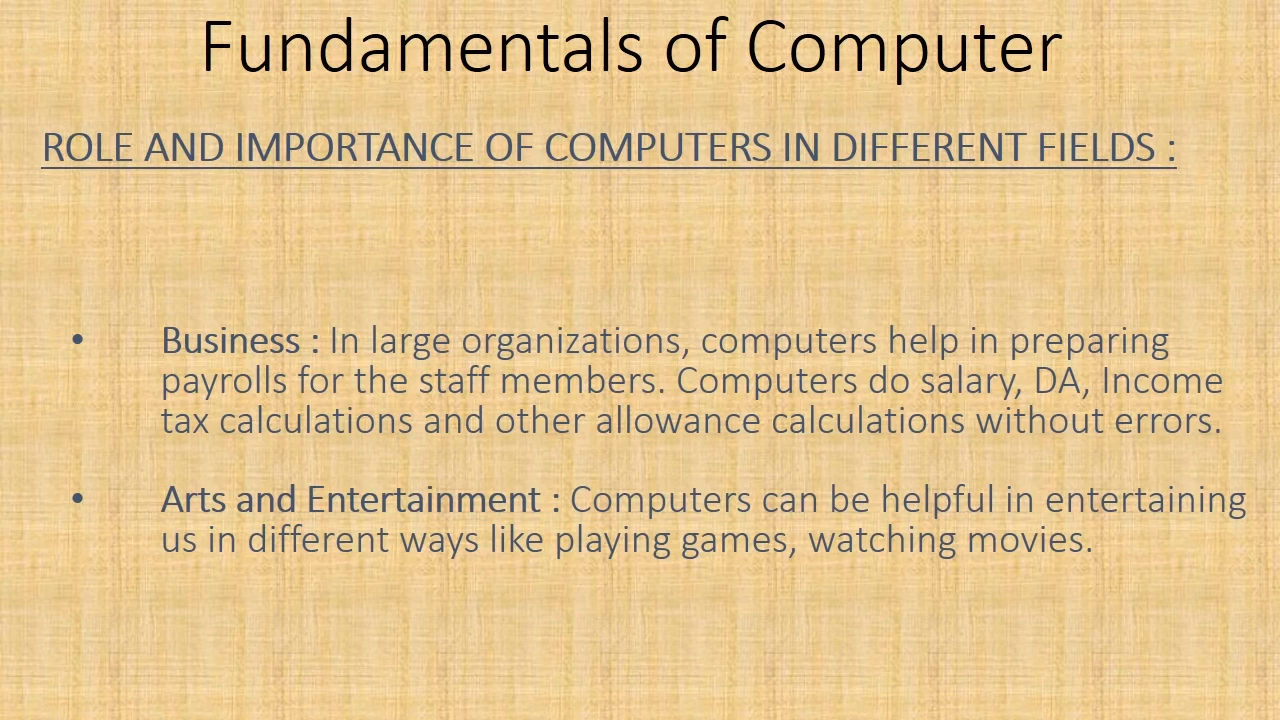 Fundamentals of Computer
ROLE AND IMPORTANCE OF COMPUTERS IN DIFFERENT FIELDS :
• Business : In large organizations, computers help in preparing
payrolls for the staff members. Computers do salary, DA, Income
tax calculations and other allowance calculations without errors.
• Arts and Entertainment : Computers can be helpful in entertaining
us in different ways like playing games, watching movies.